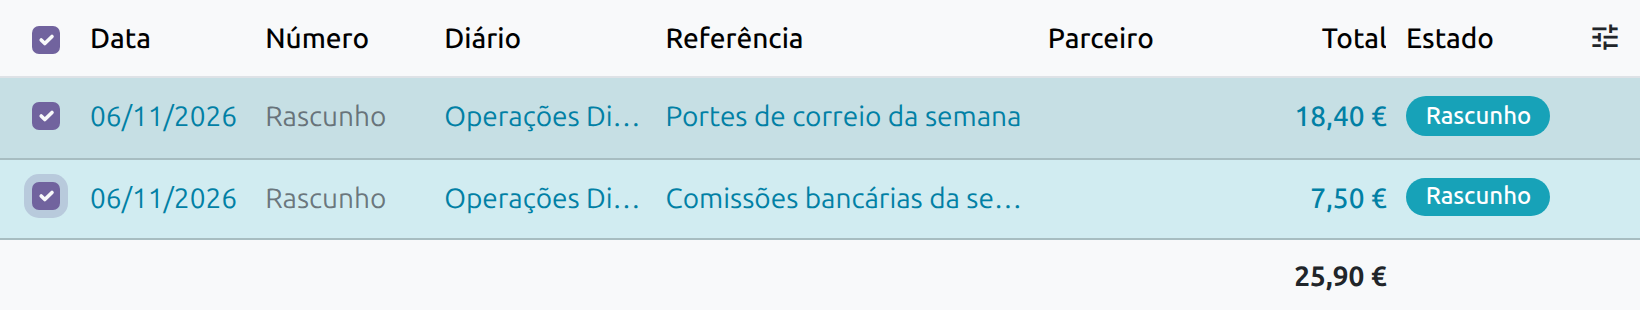 Data Número Diário Referência Parceiro Total Estado
06/11/2026 Rascunho Operações Di... Portes de correio da semana 18,40 € Rascunho
06/11/2026 Rascunho Operações Di... Comissões bancárias da se... 7,50 € Rascunho
25,90 €